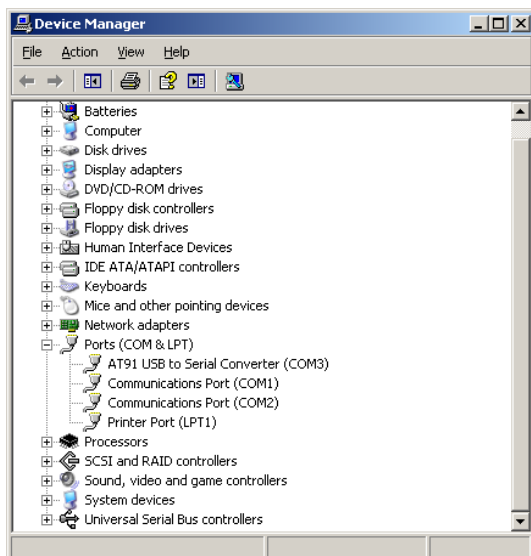 Device Manager
File Action View Help
Batteries
Computer
Disk drives
Display adapters
DVD/CD-ROM drives
Floppy disk controllers
Floppy disk drives
Human Interface Devices
IDE ATA/ATAPI controllers
Keyboards
Mice and other pointing devices
Network adapters
Ports (COM & LPT)
AT91 USB to Serial Converter (COM3)
Communications Port (COM1)
Communications Port (COM2)
Printer Port (LPT1)
Processors
SCSI and RAID controllers
Sound, video and game controllers
System devices
Universal Serial Bus controllers